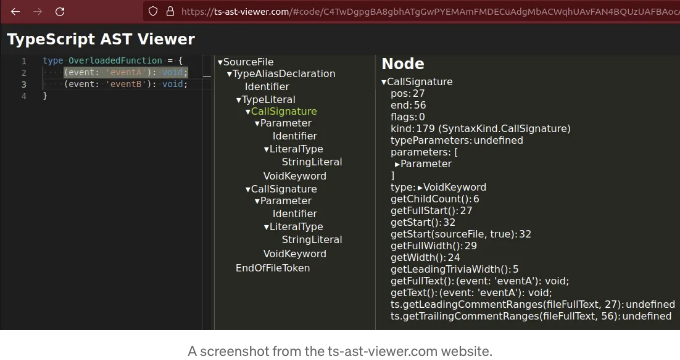 https://ts-ast-viewer.com/#code/C4TwDgpgBA8gbhATgGwPYEMAmFMDECuAdgMbACWqhUAvFAN4BQUzUAFBAocA
TypeScript AST Viewer
1 type OverloadedFunction = {
2 (event: 'eventA'): void;
3 (event: 'eventB'): void;
4 }
▾SourceFile
▾TypeAliasDeclaration
Identifier
▾TypeLiteral
▾CallSignature
▾Parameter
Identifier
▾LiteralType
StringLiteral
VoidKeyword
▾CallSignature
▾Parameter
Identifier
▾LiteralType
StringLiteral
VoidKeyword
EndOfFileToken
Node
▾CallSignature
pos: 27
end: 56
flags: 0
kind: 179 (SyntaxKind.CallSignature)
typeParameters: undefined
parameters: [
▸Parameter
]
type: ▸VoidKeyword
getChildCount(): 6
getFullStart(): 27
getStart(): 32
getStart(sourceFile, true): 32
getFullWidth(): 29
getWidth(): 24
getLeadingTriviaWidth(): 5
getFullText(): (event: 'eventA'): void;
getText(): (event: 'eventA'): void;
ts.getLeadingCommentRanges(fileFullText, 27): undefined
ts.getTrailingCommentRanges(fileFullText, 56): undefined
A screenshot from the ts-ast-viewer.com website.